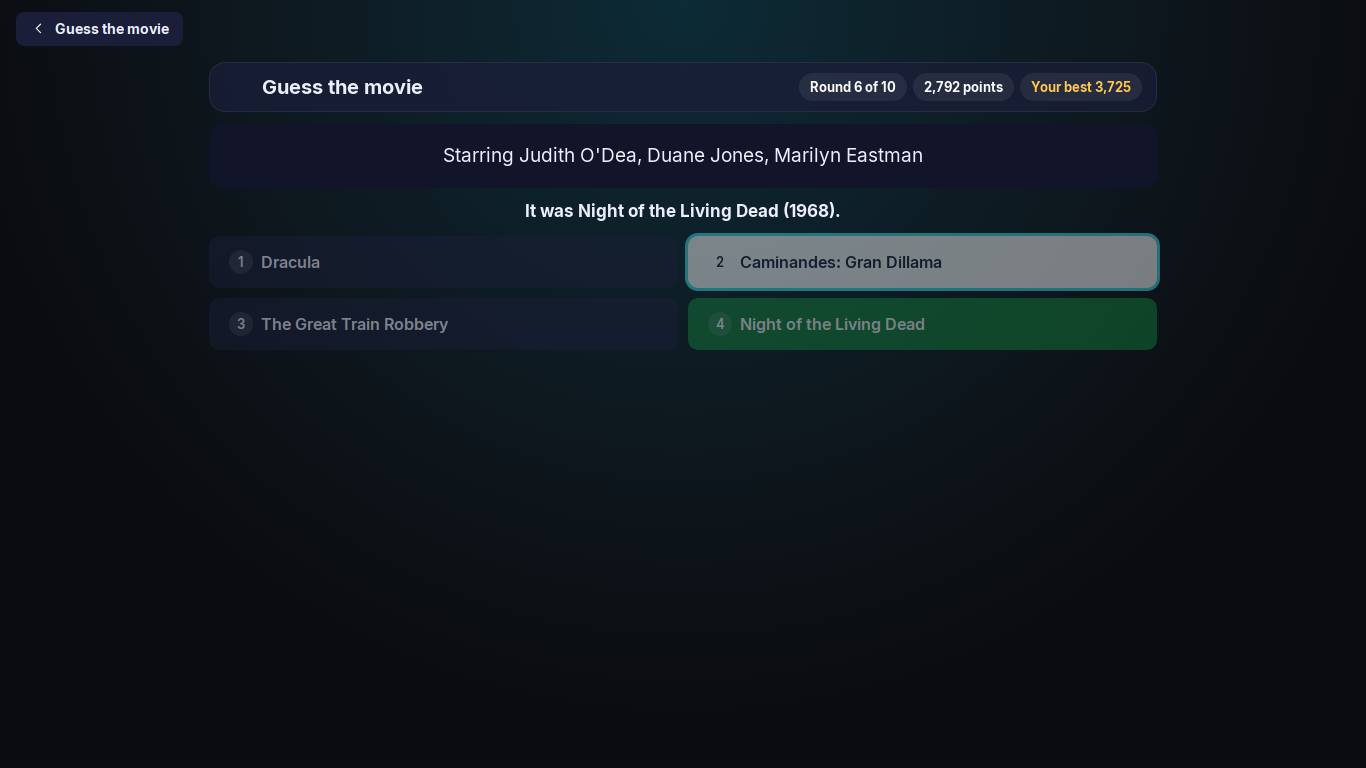 Guess the movie
Guess the movie
Round 6 of 10
2,792 points
Your best 3,725
Starring Judith O'Dea, Duane Jones, Marilyn Eastman
It was Night of the Living Dead (1968).
1 Dracula
2 Caminandes: Gran Dillama
3 The Great Train Robbery
4 Night of the Living Dead